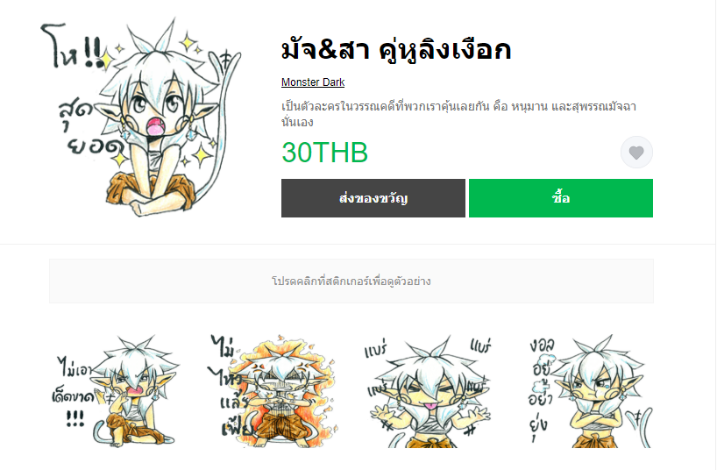 โห!!
สุด
ยอด
มัจ&สา คู่หูลิงเงือก
Monster Dark
เป็นตัวละครในวรรณคดีที่พวกเราคุ้นเคยกัน คือ หนุมาน และสุพรรณมัจฉา
นั่นเอง
30THB
ส่งของขวัญ
ซื้อ
โปรดคลิกที่สติกเกอร์เพื่อดูตัวอย่าง
ไม่เอา
เด็ดขาด
!!!
ไม่
ไหว
แล้ว
แบร่ แบร่
แบร่ แบร่
งอล
อยู่
อย่า
ยุ่ง